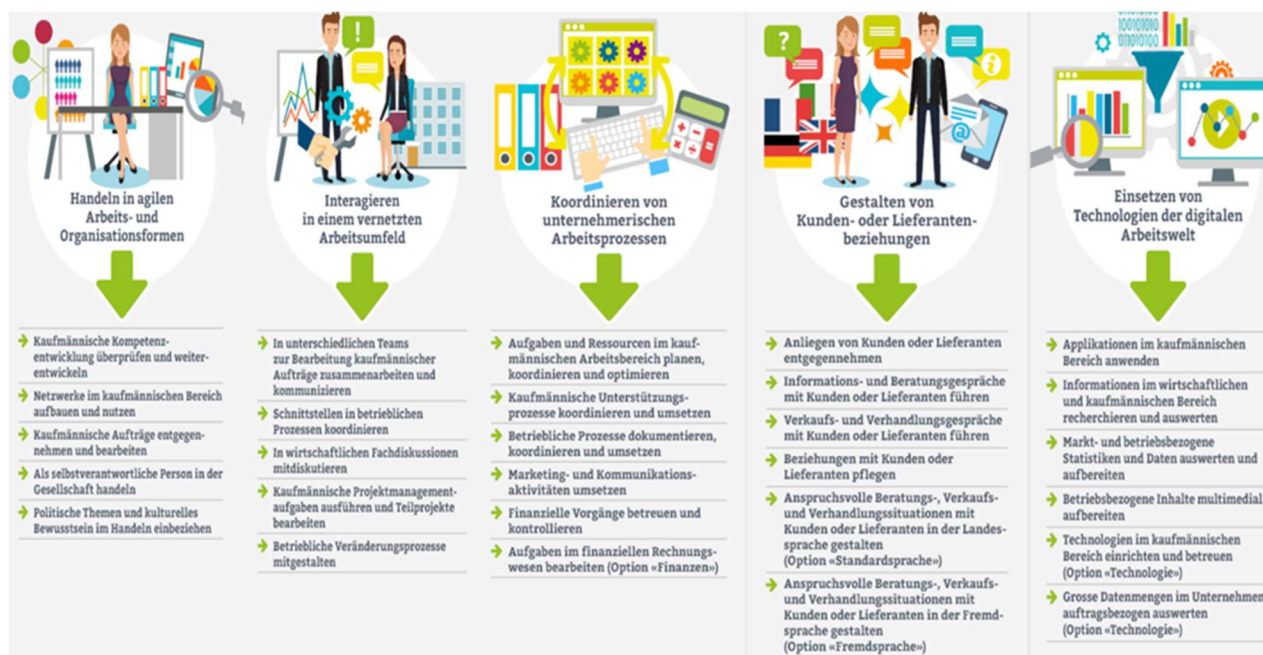 100101010
001010101
011010100
Handeln in agilen
Arbeits- und
Organisationsformen
Kaufmännische Kompetenz-
entwicklung überprüfen und weiter-
entwickeln
Netzwerke im kaufmännischen Bereich
aufbauen und nutzen
Kaufmännische Aufträge entgegen-
nehmen und bearbeiten
Als selbstverantwortliche Person in der
Gesellschaft handeln
Politische Themen und kulturelles
Bewusstsein im Handeln einbeziehen
Interagieren
in einem vernetzten
Arbeitsumfeld
In unterschiedlichen Teams
zur Bearbeitung kaufmännischer
Aufträge zusammenarbeiten und
kommunizieren
Schnittstellen in betrieblichen
Prozessen koordinieren
In wirtschaftlichen Fachdiskussionen
mitdiskutieren
Kaufmännische Projektmanagement-
aufgaben ausführen und Teilprojekte
bearbeiten
Betriebliche Veränderungsprozesse
mitgestalten
Koordinieren von
unternehmerischen
Arbeitsprozessen
Aufgaben und Ressourcen im kauf-
männischen Arbeitsbereich planen,
koordinieren und optimieren
Kaufmännische Unterstützungs-
prozesse koordinieren und umsetzen
Betriebliche Prozesse dokumentieren,
koordinieren und umsetzen
Marketing- und Kommunikations-
aktivitäten umsetzen
Finanzielle Vorgänge betreuen und
kontrollieren
Aufgaben im finanziellen Rechnungs-
wesen bearbeiten (Option «Finanzen»)
Gestalten von
Kunden- oder Lieferanten-
beziehungen
Anliegen von Kunden oder Lieferanten
entgegennehmen
Informations- und Beratungsgespräche
mit Kunden oder Lieferanten führen
Verkaufs- und Verhandlungsgespräche
mit Kunden oder Lieferanten führen
Beziehungen mit Kunden oder
Lieferanten pflegen
Anspruchsvolle Beratungs-, Verkaufs-
und Verhandlungssituationen mit
Kunden oder Lieferanten in der Landes-
sprache gestalten
(Option «Standardsprache»)
Anspruchsvolle Beratungs-, Verkaufs-
und Verhandlungssituationen mit
Kunden oder Lieferanten in der Fremd-
sprache gestalten
(Option «Fremdsprache»)
Einsetzen von
Technologien der digitalen
Arbeitswelt
Applikationen im kaufmännischen
Bereich anwenden
Informationen im wirtschaftlichen
und kaufmännischen Bereich
recherchieren und auswerten
Markt- und betriebsbezogene
Statistiken und Daten auswerten und
aufbereiten
Betriebsbezogene Inhalte multimedial
aufbereiten
Technologien im kaufmännischen
Bereich einrichten und betreuen
(Option «Technologie»)
Grosse Datenmengen im Unternehmen
auftragsbezogen auswerten
(Option «Technologie»)